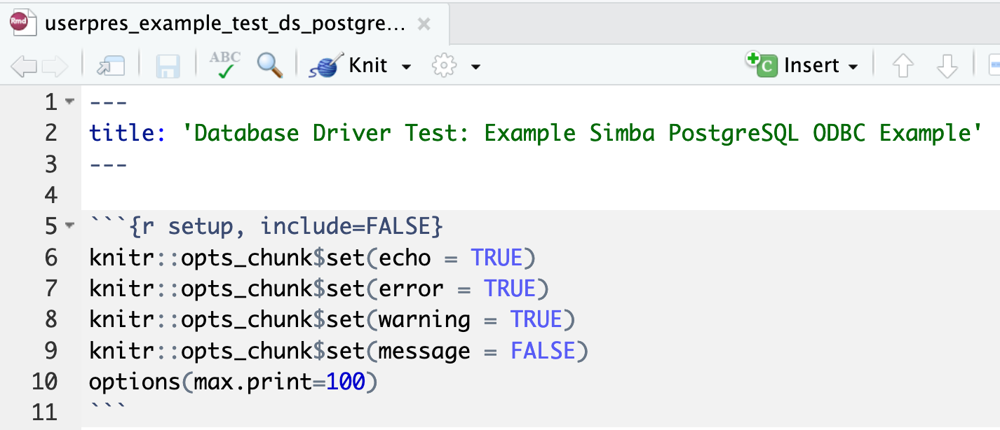 Rmd userpres_example_test_ds_postgre...
ABC Knit C Insert
1 ---
2 title: 'Database Driver Test: Example Simba PostgreSQL ODBC Example'
3 ---
4
5 ```{r setup, include=FALSE}
6 knitr::opts_chunk$set(echo = TRUE)
7 knitr::opts_chunk$set(error = TRUE)
8 knitr::opts_chunk$set(warning = TRUE)
9 knitr::opts_chunk$set(message = FALSE)
10 options(max.print=100)
11 ```